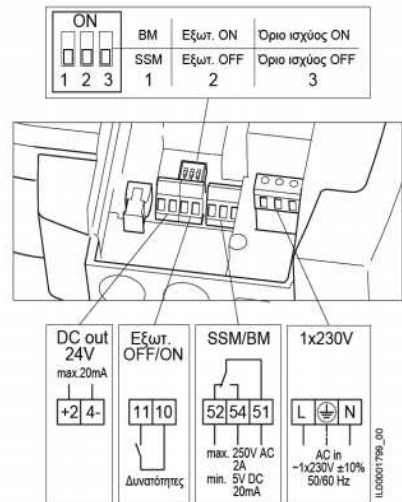 ON
1 2 3
BM Εξωτ. ON Όριο ισχύος ON
SSM Εξωτ. OFF Όριο ισχύος OFF
1 2 3
DC out
24V
max.20mA
+2 4-
Εξωτ.
OFF/ON
11 10
Δυνατότητες
SSM/BM
52 54 51
max. 250V AC
2A
min. 5V DC
20mA
1x230V
L N
AC in
~1x230V ±10%
50/60 Hz
IL00001799_00